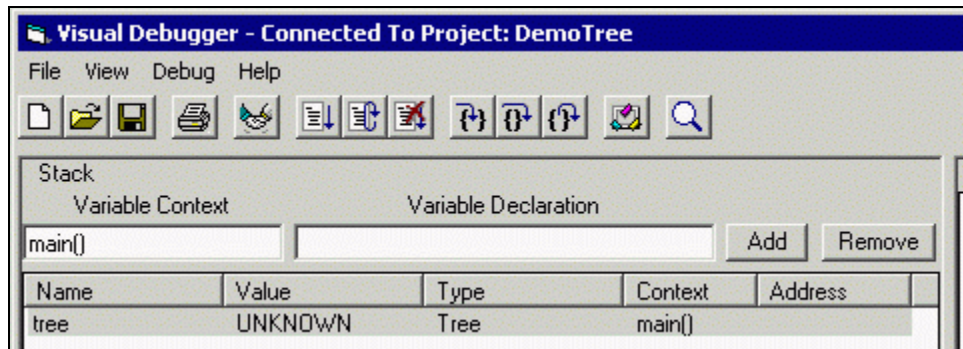 Visual Debugger - Connected To Project: DemoTree
File View Debug Help
Stack
Variable Context Variable Declaration
main() Add Remove
Name Value Type Context Address
tree UNKNOWN Tree main()